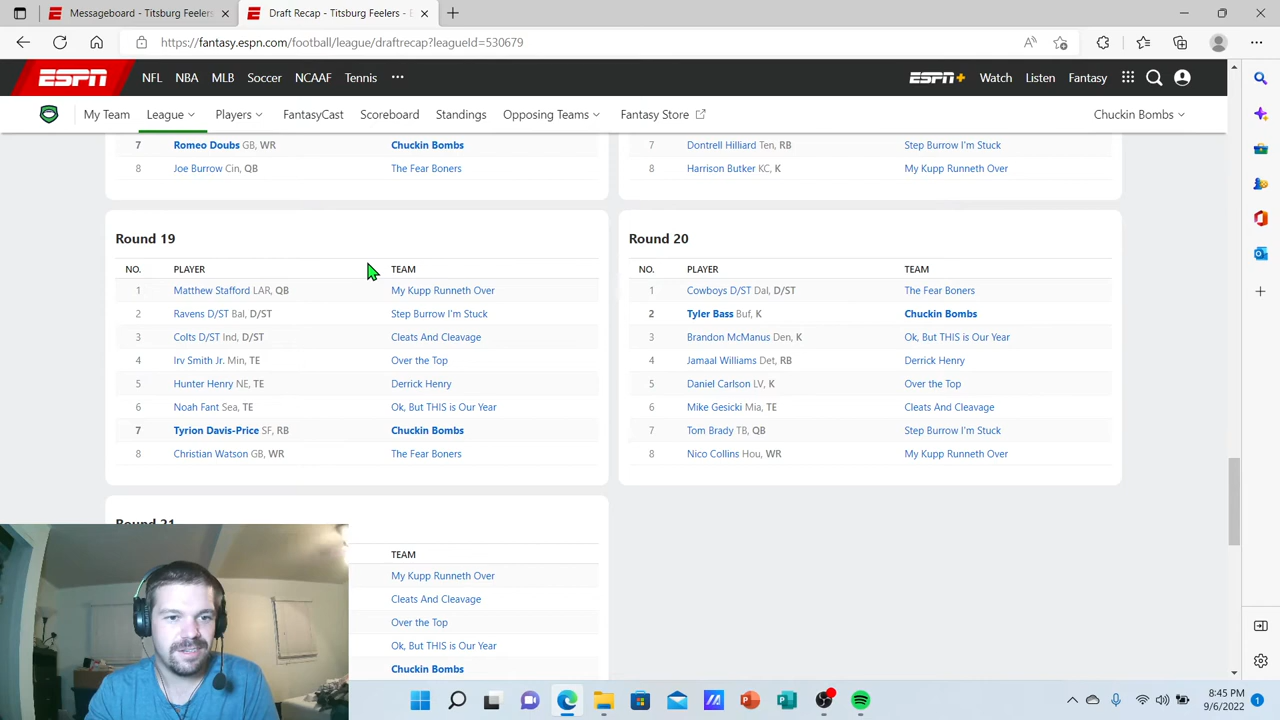 Messageboard - Titsburg Feelers
Draft Recap - Titsburg Feelers - E
https://fantasy.espn.com/football/league/draftrecap?leagueId=530679
ESPN NFL NBA MLB Soccer NCAAF Tennis ESPN+ Watch Listen Fantasy
My Team League Players FantasyCast Scoreboard Standings Opposing Teams Fantasy Store Chuckin Bombs
7 Romeo Doubs GB, WR Chuckin Bombs
8 Joe Burrow Cin, QB The Fear Boners
7 Dontrell Hilliard Ten, RB Step Burrow I'm Stuck
8 Harrison Butker KC, K My Kupp Runneth Over
Round 19
NO. PLAYER TEAM
1 Matthew Stafford LAR, QB My Kupp Runneth Over
2 Ravens D/ST Bal, D/ST Step Burrow I'm Stuck
3 Colts D/ST Ind, D/ST Cleats And Cleavage
4 Irv Smith Jr. Min, TE Over the Top
5 Hunter Henry NE, TE Derrick Henry
6 Noah Fant Sea, TE Ok, But THIS is Our Year
7 Tyrion Davis-Price SF, RB Chuckin Bombs
8 Christian Watson GB, WR The Fear Boners
Round 20
NO. PLAYER TEAM
1 Cowboys D/ST Dal, D/ST The Fear Boners
2 Tyler Bass Buf, K Chuckin Bombs
3 Brandon McManus Den, K Ok, But THIS is Our Year
4 Jamaal Williams Det, RB Derrick Henry
5 Daniel Carlson LV, K Over the Top
6 Mike Gesicki Mia, TE Cleats And Cleavage
7 Tom Brady TB, QB Step Burrow I'm Stuck
8 Nico Collins Hou, WR My Kupp Runneth Over
Round 21
TEAM
My Kupp Runneth Over
Cleats And Cleavage
Over the Top
Ok, But THIS is Our Year
Chuckin Bombs
8:45 PM
9/6/2022
1